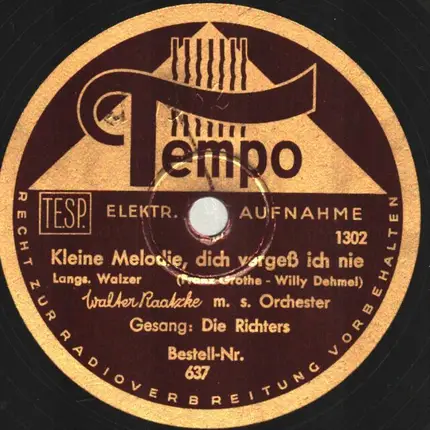 Tempo
TESP. ELEKTR. AUFNAHME
1302
Kleine Melodie, dich vergeß ich nie
Langs. Walzer (Franz Grothe - Willy Dehmel)
Walter Raatzke m. s. Orchester
Gesang: Die Richters
Bestell-Nr.
637
RECHT ZUR RADIOVERBREITUNG VORBEHALTEN